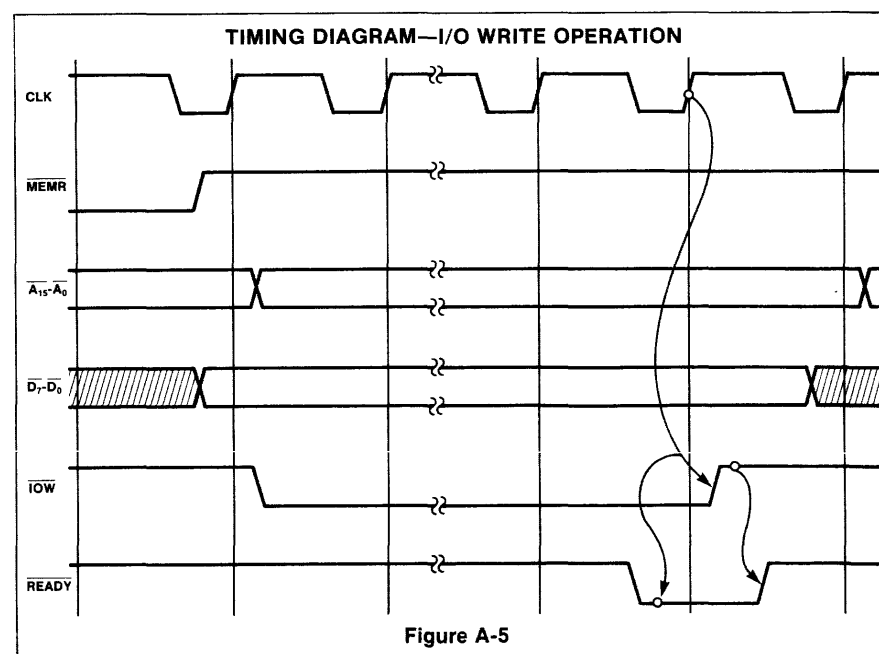 TIMING DIAGRAM—I/O WRITE OPERATION
CLK
MEMR
A15-A0
D7-D0
IOW
READY
Figure A-5